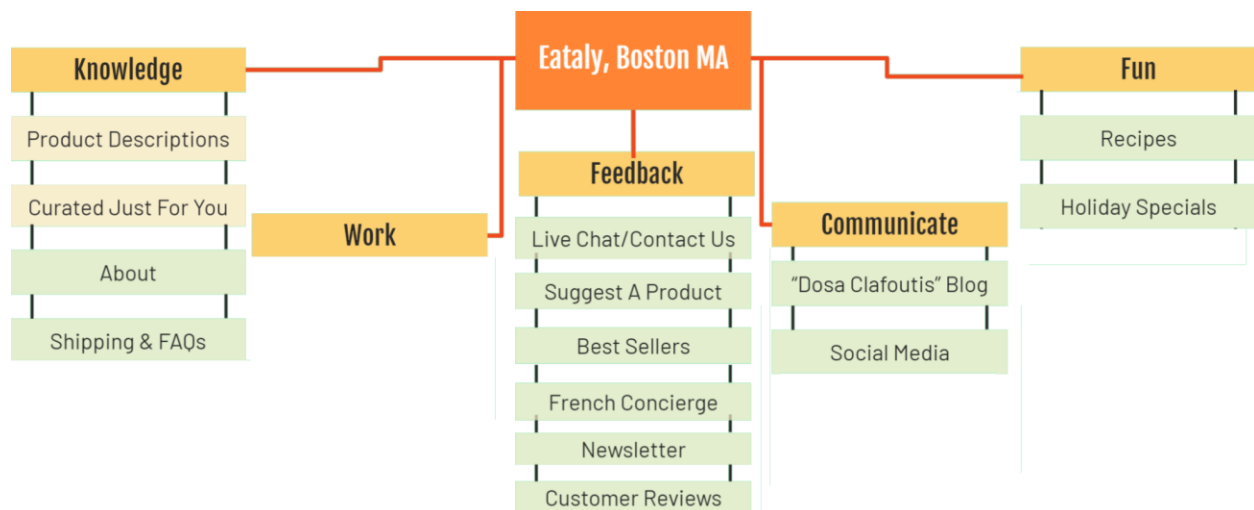 Eataly, Boston MA
Knowledge
Product Descriptions
Curated Just For You
About
Shipping & FAQs
Work
Feedback
Live Chat/Contact Us
Suggest A Product
Best Sellers
French Concierge
Newsletter
Customer Reviews
Communicate
“Dosa Clafoutis” Blog
Social Media
Fun
Recipes
Holiday Specials